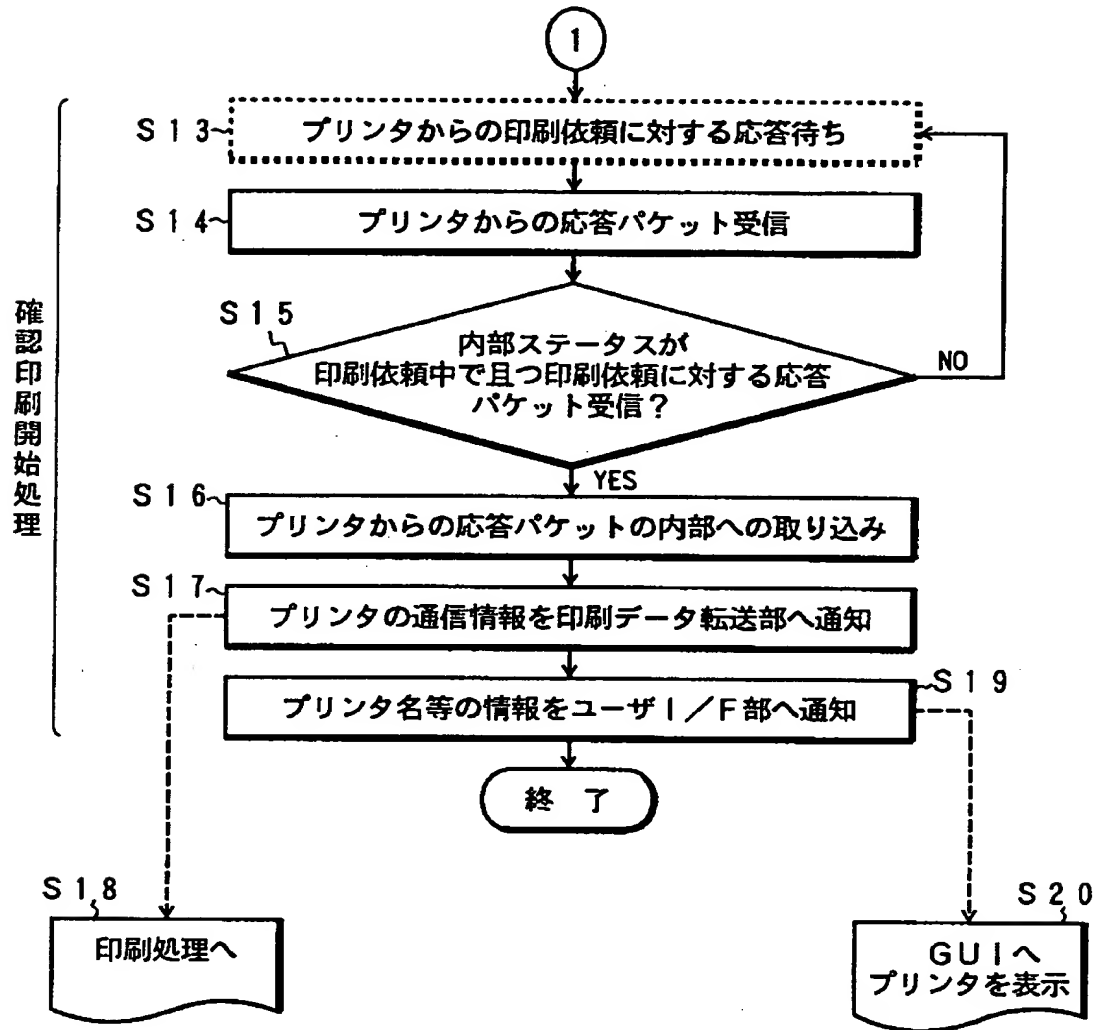 1
S13
プリンタからの印刷依頼に対する応答待ち
S14
プリンタからの応答パケット受信
確認印刷開始処理
S15
内部ステータスが
印刷依頼中で且つ印刷依頼に対する応答
パケット受信？
NO
YES
S16
プリンタからの応答パケットの内部への取り込み
S17
プリンタの通信情報を印刷データ転送部へ通知
S19
プリンタ名等の情報をユーザI／F部へ通知
終了
S18
印刷処理へ
S20
GUIへ
プリンタを表示